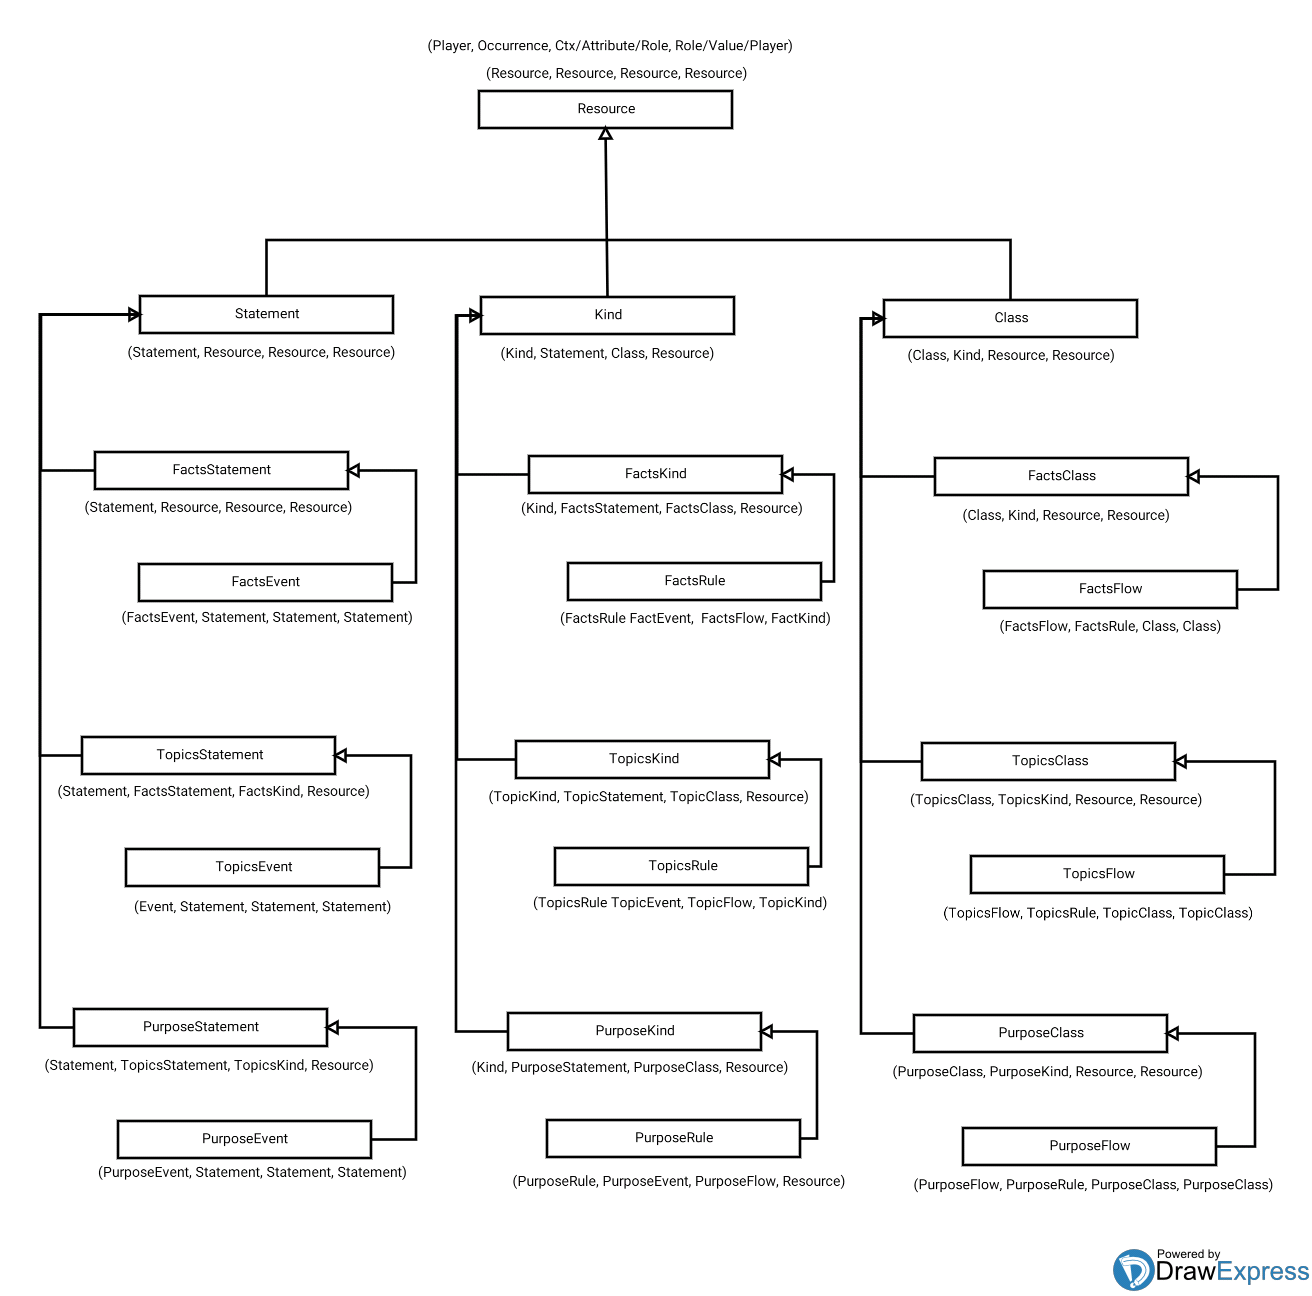 (Player, Occurrence, Ctx/Attribute/Role, Role/Value/Player)
(Resource, Resource, Resource, Resource)
Resource
Statement
(Statement, Resource, Resource, Resource)
FactsStatement
(Statement, Resource, Resource, Resource)
FactsEvent
(FactsEvent, Statement, Statement, Statement)
TopicsStatement
(Statement, FactsStatement, FactsKind, Resource)
TopicsEvent
(Event, Statement, Statement, Statement)
PurposeStatement
(Statement, TopicsStatement, TopicsKind, Resource)
PurposeEvent
(PurposeEvent, Statement, Statement, Statement)
Kind
(Kind, Statement, Class, Resource)
FactsKind
(Kind, FactsStatement, FactsClass, Resource)
FactsRule
(FactsRule FactEvent, FactsFlow, FactKind)
TopicsKind
(TopicKind, TopicStatement, TopicClass, Resource)
TopicsRule
(TopicsRule TopicEvent, TopicFlow, TopicKind)
PurposeKind
(Kind, PurposeStatement, PurposeClass, Resource)
PurposeRule
(PurposeRule, PurposeEvent, PurposeFlow, Resource)
Class
(Class, Kind, Resource, Resource)
FactsClass
(Class, Kind, Resource, Resource)
FactsFlow
(FactsFlow, FactsRule, Class, Class)
TopicsClass
(TopicsClass, TopicsKind, Resource, Resource)
TopicsFlow
(TopicsFlow, TopicsRule, TopicClass, TopicClass)
PurposeClass
(PurposeClass, PurposeKind, Resource, Resource)
PurposeFlow
(PurposeFlow, PurposeRule, PurposeClass, PurposeClass)
Powered by
DrawExpress